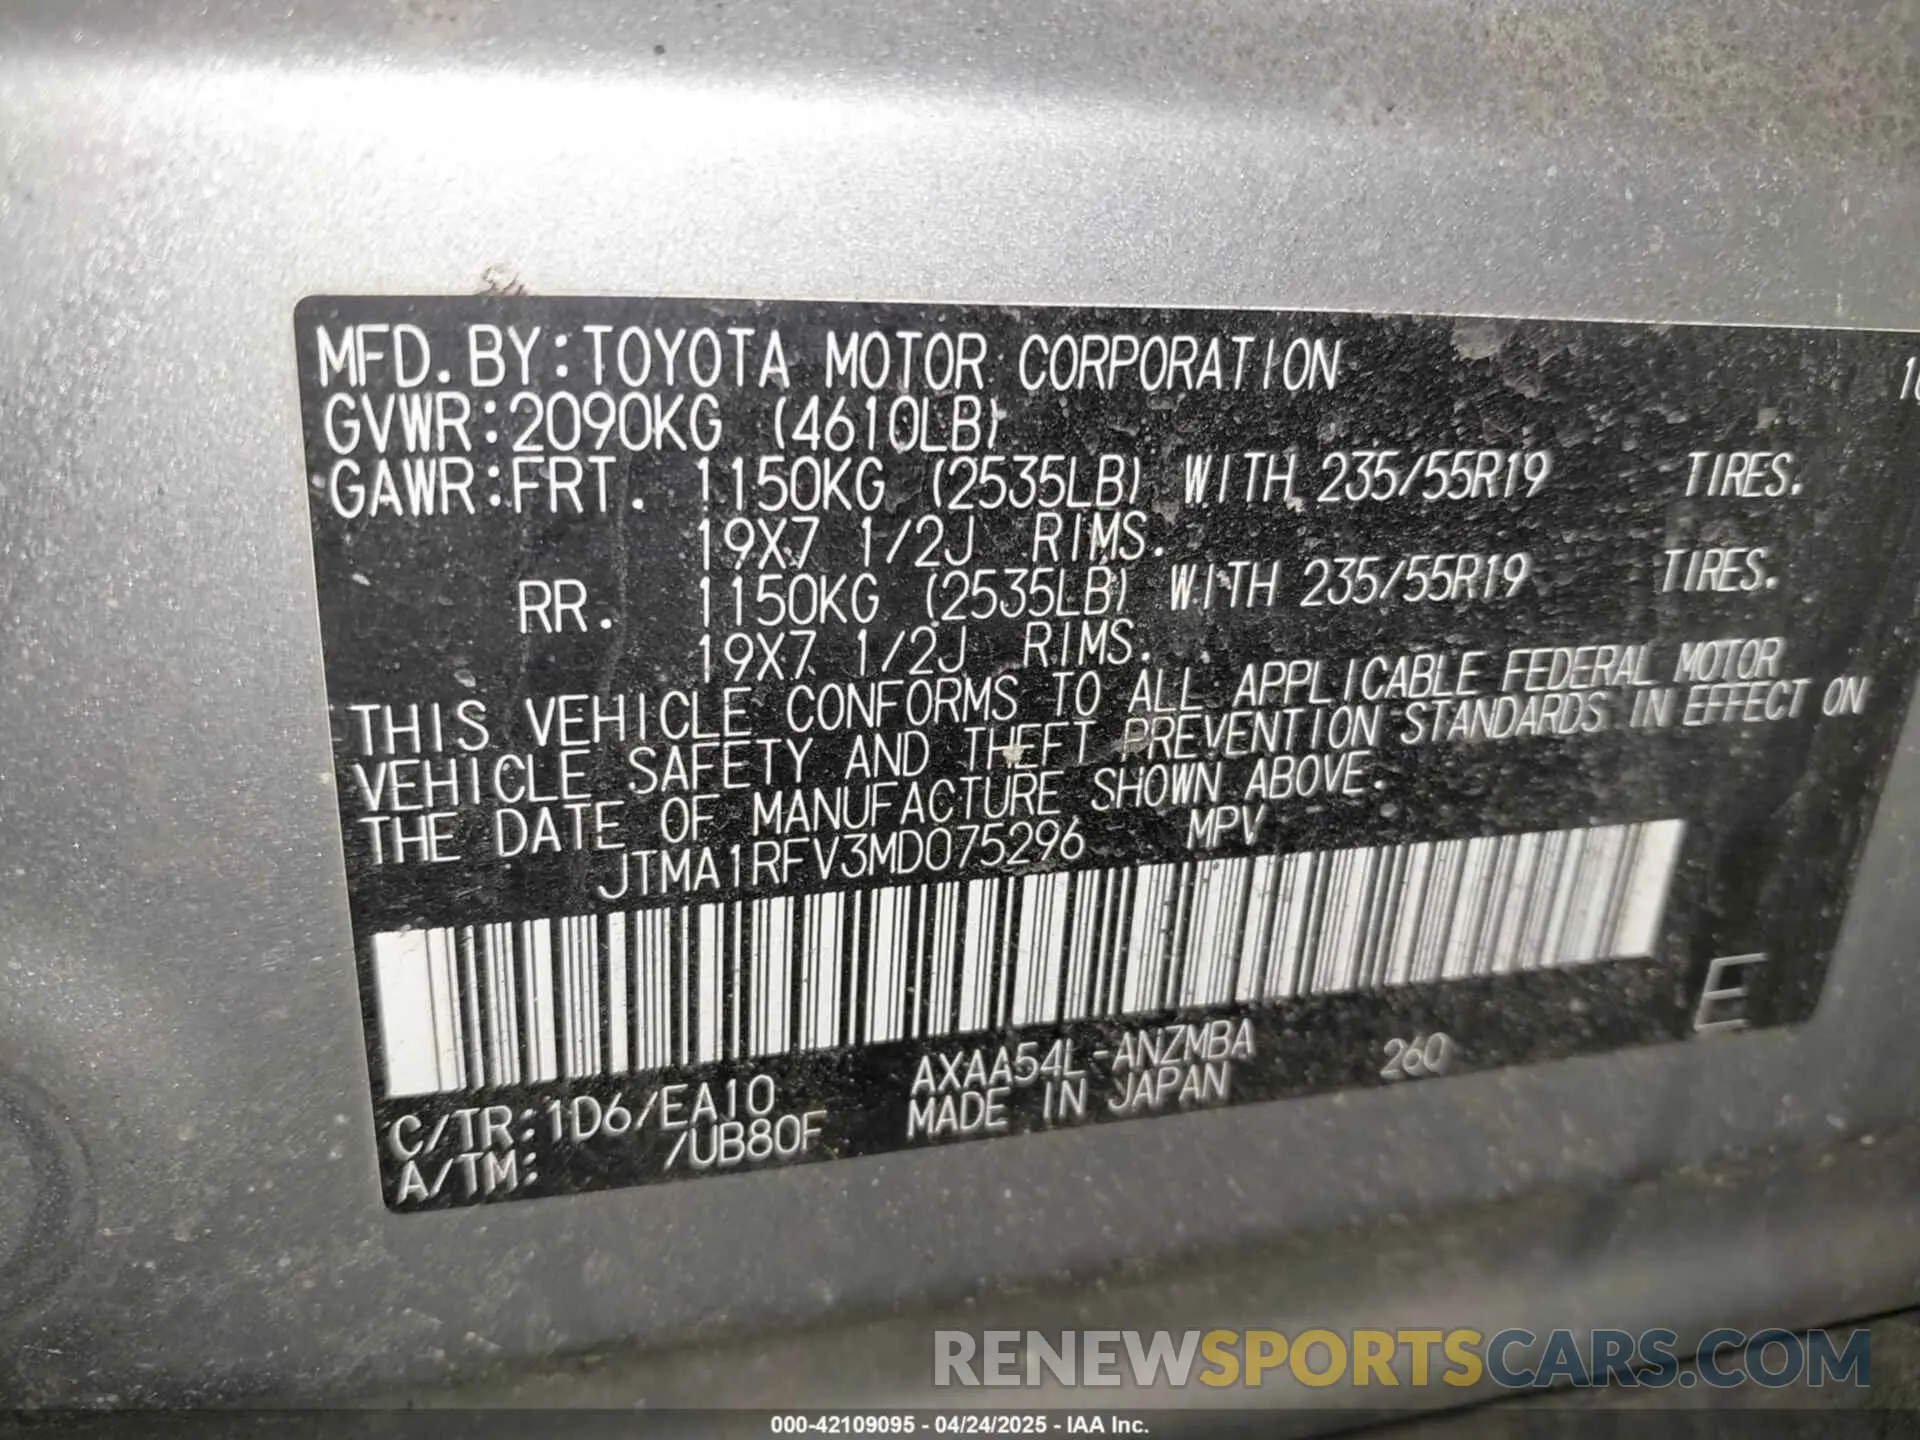 MFD. BY:TOYOTA MOTOR CORPORATION
GVWR:2090KG (4610LB)
GAWR:FRT. 1150KG (2535LB) WITH 235/55R19 TIRES.
19X7 1/2J RIMS.
RR. 1150KG (2535LB) WITH 235/55R19 TIRES.
19X7 1/2J RIMS.
THIS VEHICLE CONFORMS TO ALL APPLICABLE FEDERAL MOTOR
VEHICLE SAFETY AND THEFT PREVENTION STANDARDS IN EFFECT ON
THE DATE OF MANUFACTURE SHOWN ABOVE.
JTMA1RFV3MD075296 MPV
E
C/TR:1D6/EA10 AXAA54L-ANZMBA 260
A/TM: /UB80F MADE IN JAPAN
RENEWSPORTSCARS.COM
000-42109095 - 04/24/2025 - IAA Inc.